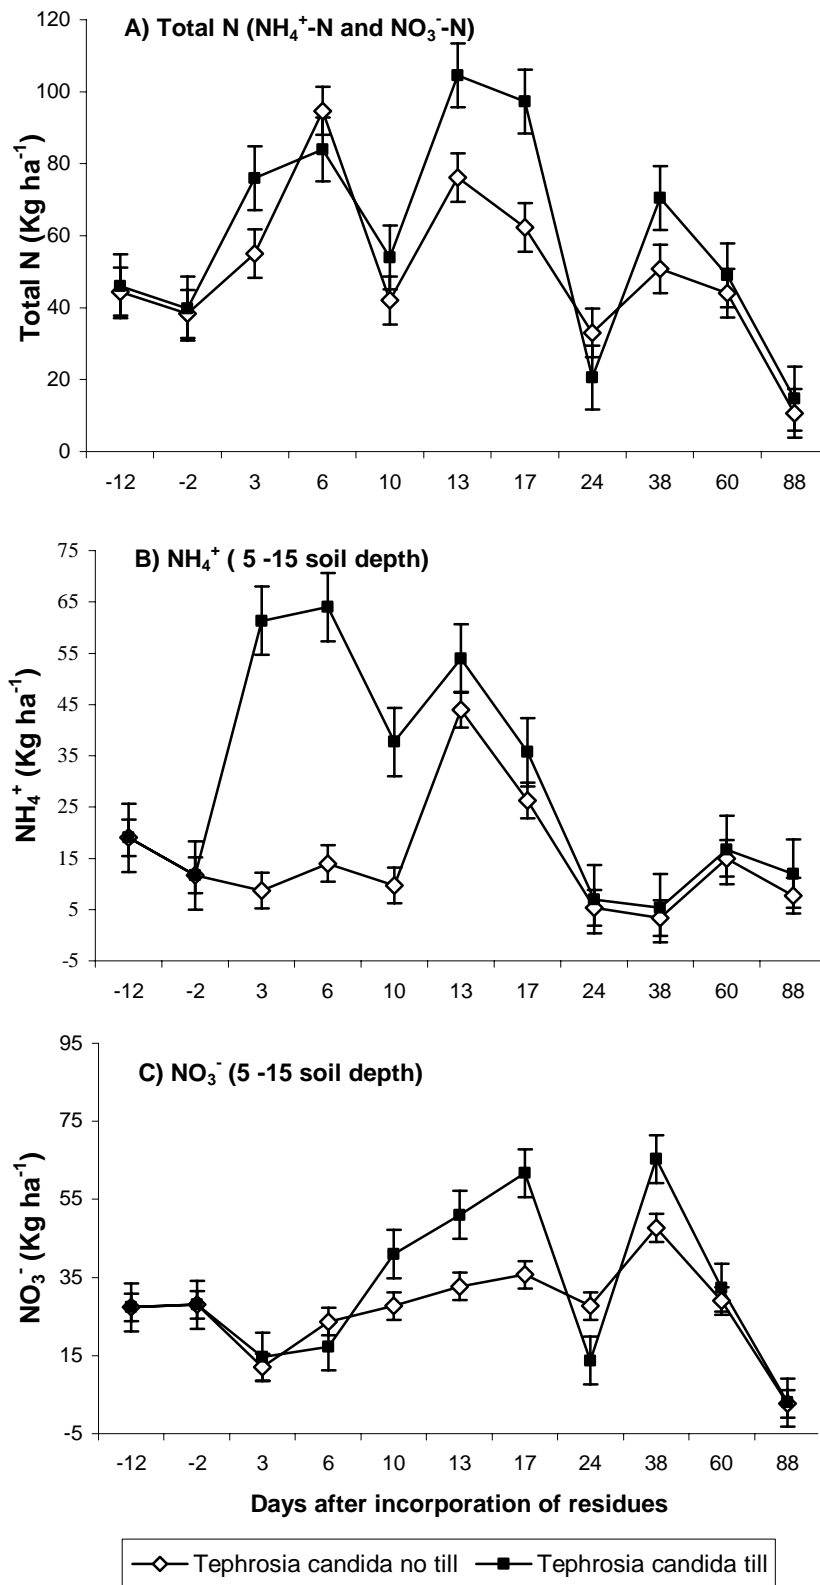 A) Total N (NH₄⁺-N and NO₃⁻-N)
Total N (Kg ha⁻¹)
120
100
80
60
40
20
0
-12 -2 3 6 10 13 17 24 38 60 88
B) NH₄⁺ ( 5 -15 soil depth)
NH₄⁺ (Kg ha⁻¹)
75
65
55
45
35
25
15
5
-5
-12 -2 3 6 10 13 17 24 38 60 88
C) NO₃⁻ (5 -15 soil depth)
NO₃⁻ (Kg ha⁻¹)
95
75
55
35
15
-5
-12 -2 3 6 10 13 17 24 38 60 88
Days after incorporation of residues
Tephrosia candida no till Tephrosia candida till